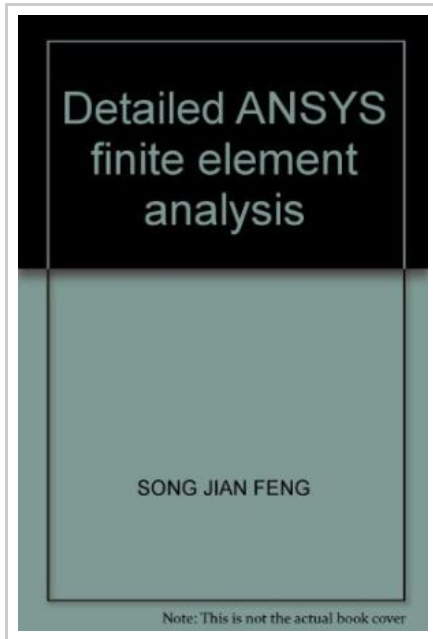 Detailed ANSYS
finite element
analysis
SONG JIAN FENG
Note: This is not the actual book cover